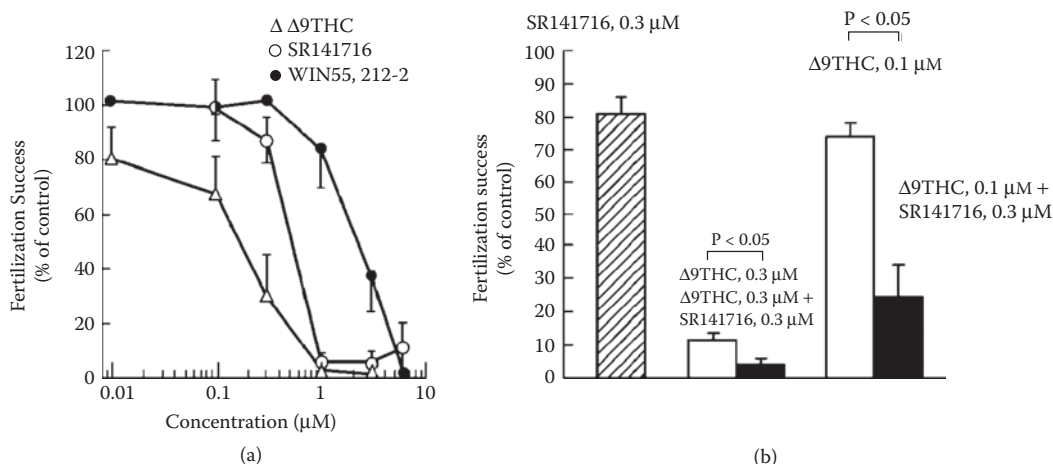 Δ Δ9THC
○ SR141716
● WIN55, 212-2
Fertilization Success
(% of control)
120
100
80
60
40
20
0
0.01
0.1
1
10
Concentration (μM)
(a)
SR141716, 0.3 μM
P < 0.05
Δ9THC, 0.1 μM
Fertilization success
(% of control)
100
90
80
70
60
50
40
30
20
10
0
P < 0.05
Δ9THC, 0.3 μM
Δ9THC, 0.3 μM +
SR141716, 0.3 μM
Δ9THC, 0.1 μM +
SR141716, 0.3 μM
(b)